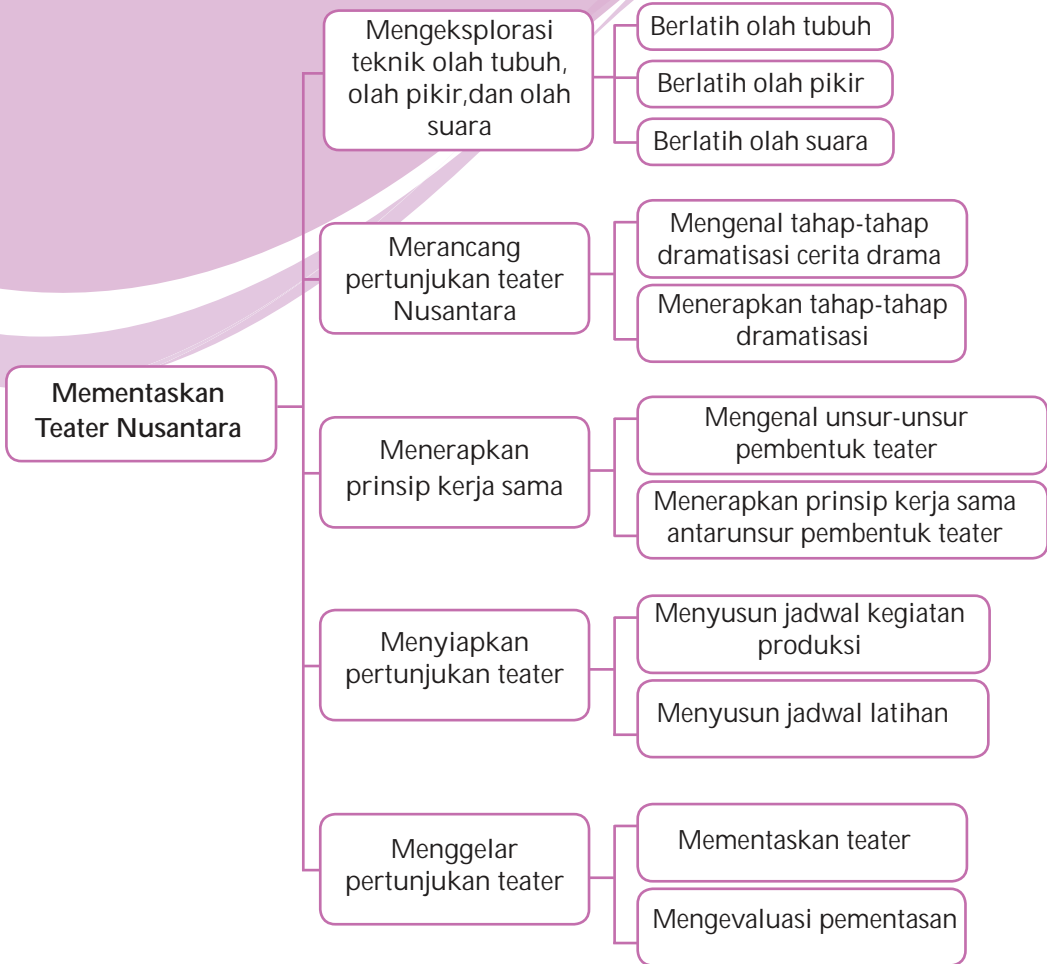 Mengeksplorasi
teknik olah tubuh,
olah pikir,dan olah
suara
Berlatih olah tubuh
Berlatih olah pikir
Berlatih olah suara
Merancang
pertunjukan teater
Nusantara
Mengenal tahap-tahap
dramatisasi cerita drama
Menerapkan tahap-tahap
dramatisasi
Mementaskan
Teater Nusantara
Menerapkan
prinsip kerja sama
Mengenal unsur-unsur
pembentuk teater
Menerapkan prinsip kerja sama
antarunsur pembentuk teater
Menyiapkan
pertunjukan teater
Menyusun jadwal kegiatan
produksi
Menyusun jadwal latihan
Menggelar
pertunjukan teater
Mementaskan teater
Mengevaluasi pementasan